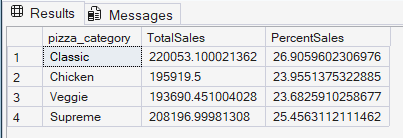 Results Messages
pizza_category TotalSales PercentSales
1 Classic 220053.100021362 26.9059602306976
2 Chicken 195919.5 23.9551375322885
3 Veggie 193690.451004028 23.6825910258677
4 Supreme 208196.99981308 25.4563112111462